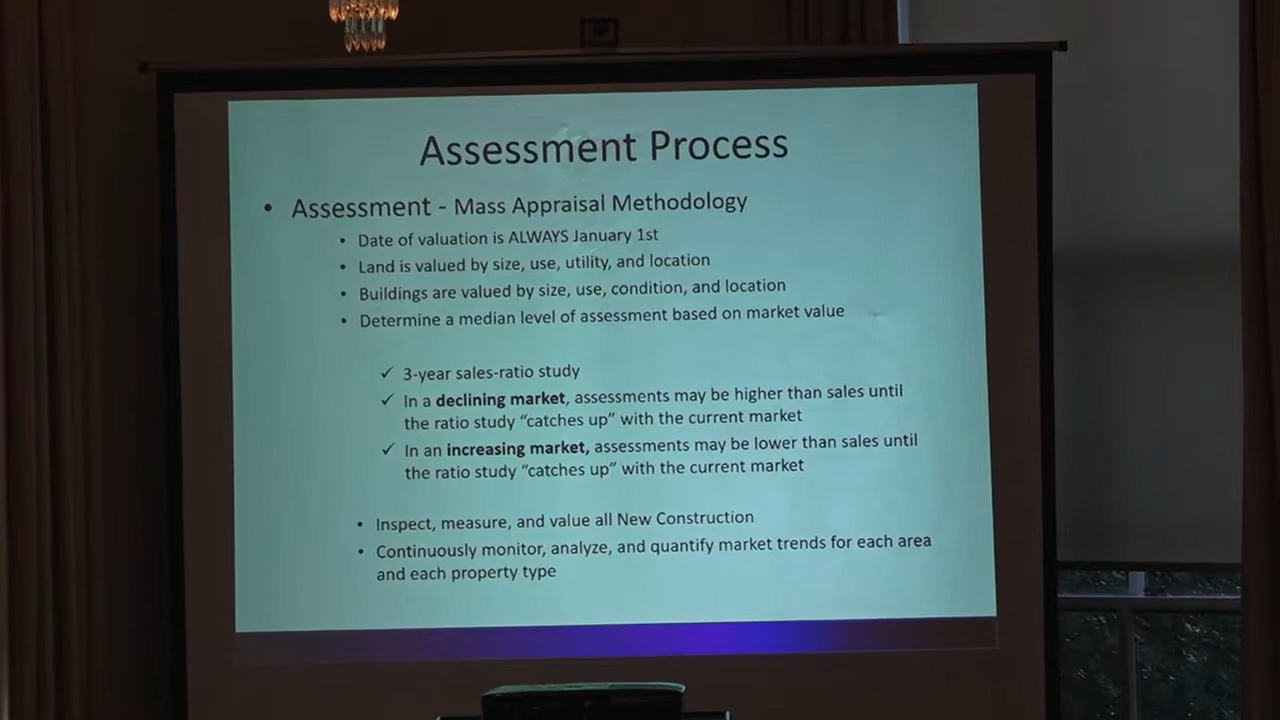 Assessment Process
• Assessment - Mass Appraisal Methodology
• Date of valuation is ALWAYS January 1st
• Land is valued by size, use, utility, and location
• Buildings are valued by size, use, condition, and location
• Determine a median level of assessment based on market value
✓ 3-year sales-ratio study
✓ In a declining market, assessments may be higher than sales until
the ratio study “catches up” with the current market
✓ In an increasing market, assessments may be lower than sales until
the ratio study “catches up” with the current market
• Inspect, measure, and value all New Construction
• Continuously monitor, analyze, and quantify market trends for each area
and each property type